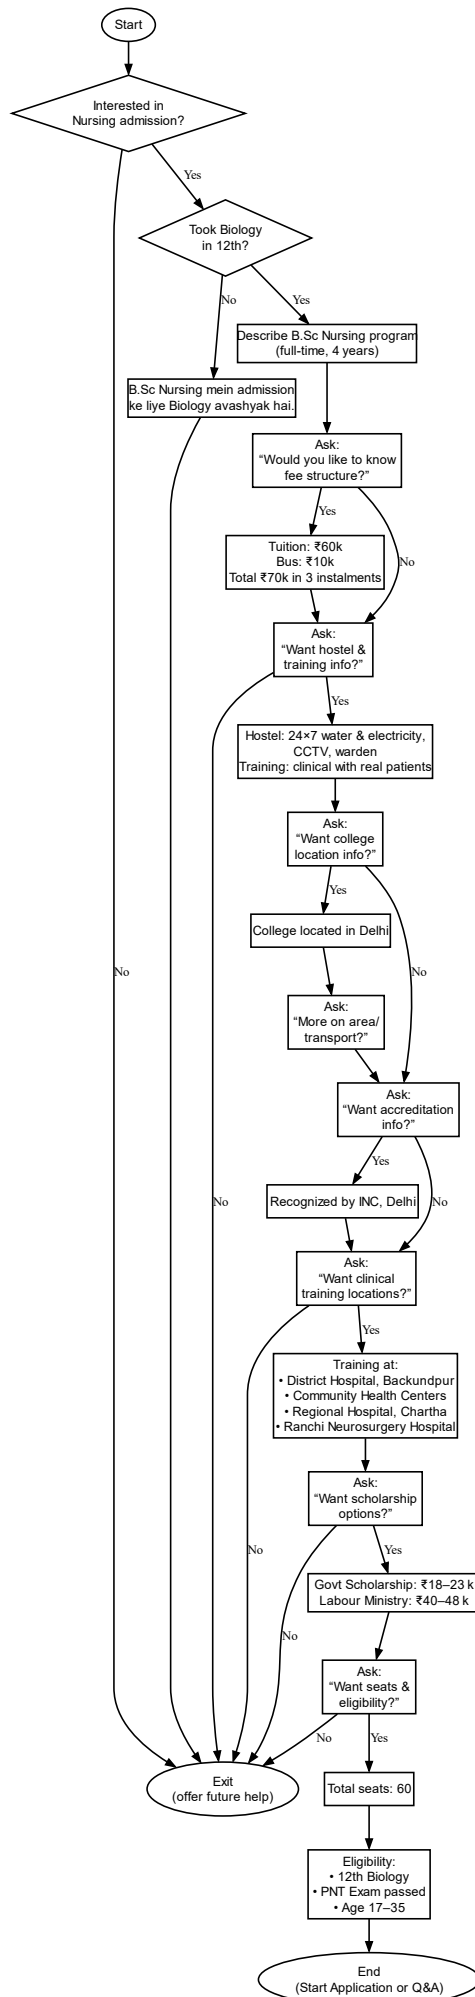 Start
Interested in
Nursing admission?
Yes
Took Biology
in 12th?
No
Yes
Describe B.Sc Nursing program
(full-time, 4 years)
B.Sc Nursing mein admission
ke liye Biology avashyak hai.
Ask:
“Would you like to know
fee structure?”
Yes
Tuition: ₹60k
Bus: ₹10k
Total ₹70k in 3 instalments
No
Ask:
“Want hostel &
training info?”
Yes
Hostel: 24×7 water & electricity,
CCTV, warden
Training: clinical with real patients
Ask:
“Want college
location info?”
Yes
College located in Delhi
No
No
Ask:
“More on area/
transport?”
Ask:
“Want accreditation
info?”
Yes
Recognized by INC, Delhi
No
No
Ask:
“Want clinical
training locations?”
Yes
Training at:
• District Hospital, Backundpur
• Community Health Centers
• Regional Hospital, Chartha
• Ranchi Neurosurgery Hospital
Ask:
“Want scholarship
options?”
No
Yes
Govt Scholarship: ₹18–23 k
Labour Ministry: ₹40–48 k
No
Ask:
“Want seats &
eligibility?”
No
Yes
Exit
(offer future help)
Total seats: 60
Eligibility:
• 12th Biology
• PNT Exam passed
• Age 17–35
End
(Start Application or Q&A)